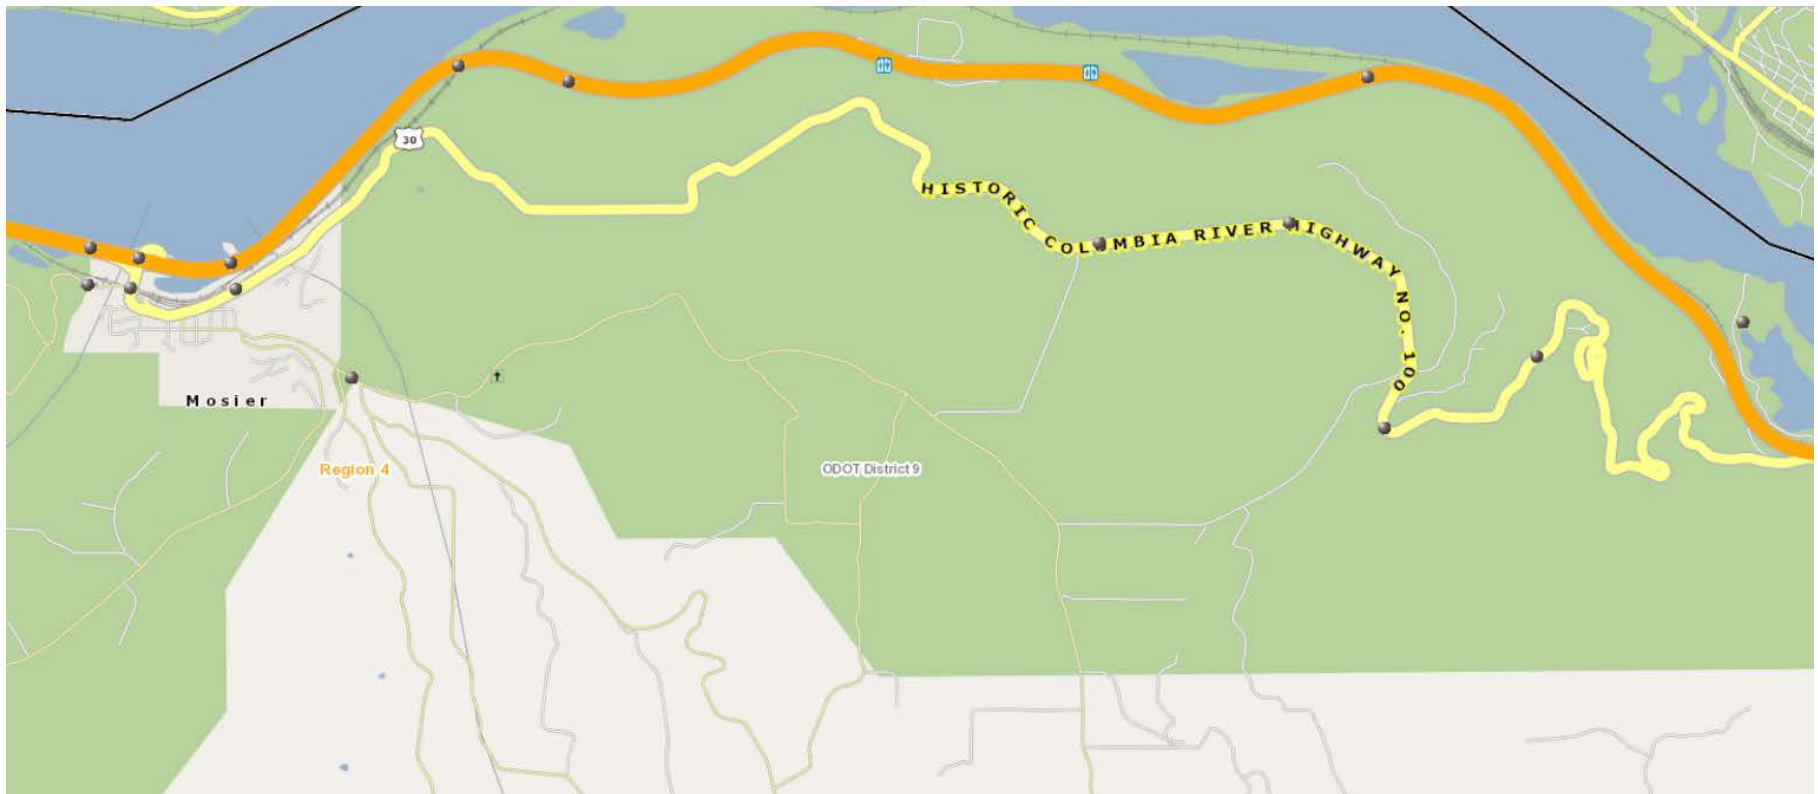 30
HISTORIC COLUMBIA RIVER HIGHWAY NO. 100
Mosier
Region 4
ODOT District 9